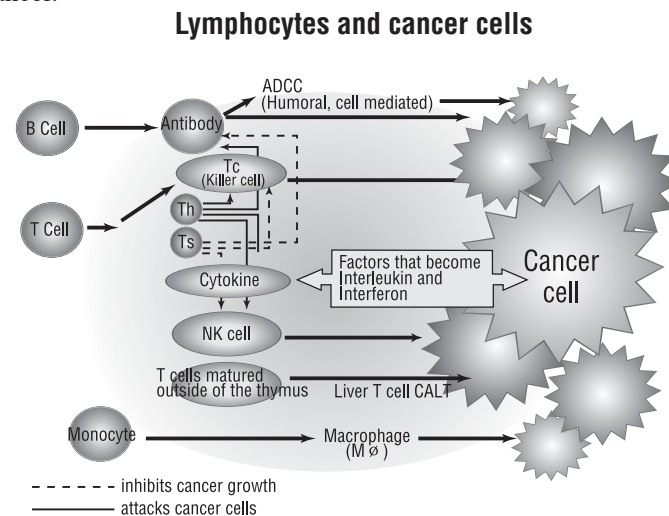 Lymphocytes and cancer cells
ADCC
(Humoral, cell mediated)
B Cell
Antibody
Tc
(Killer cell)
Th
T Cell
Ts
Factors that become
Interleukin and
Interferon
Cancer
cell
Cytokine
NK cell
T cells matured
outside of the thymus
Liver T cell CALT
Monocyte
Macrophage
(M ø )
inhibits cancer growth
attacks cancer cells